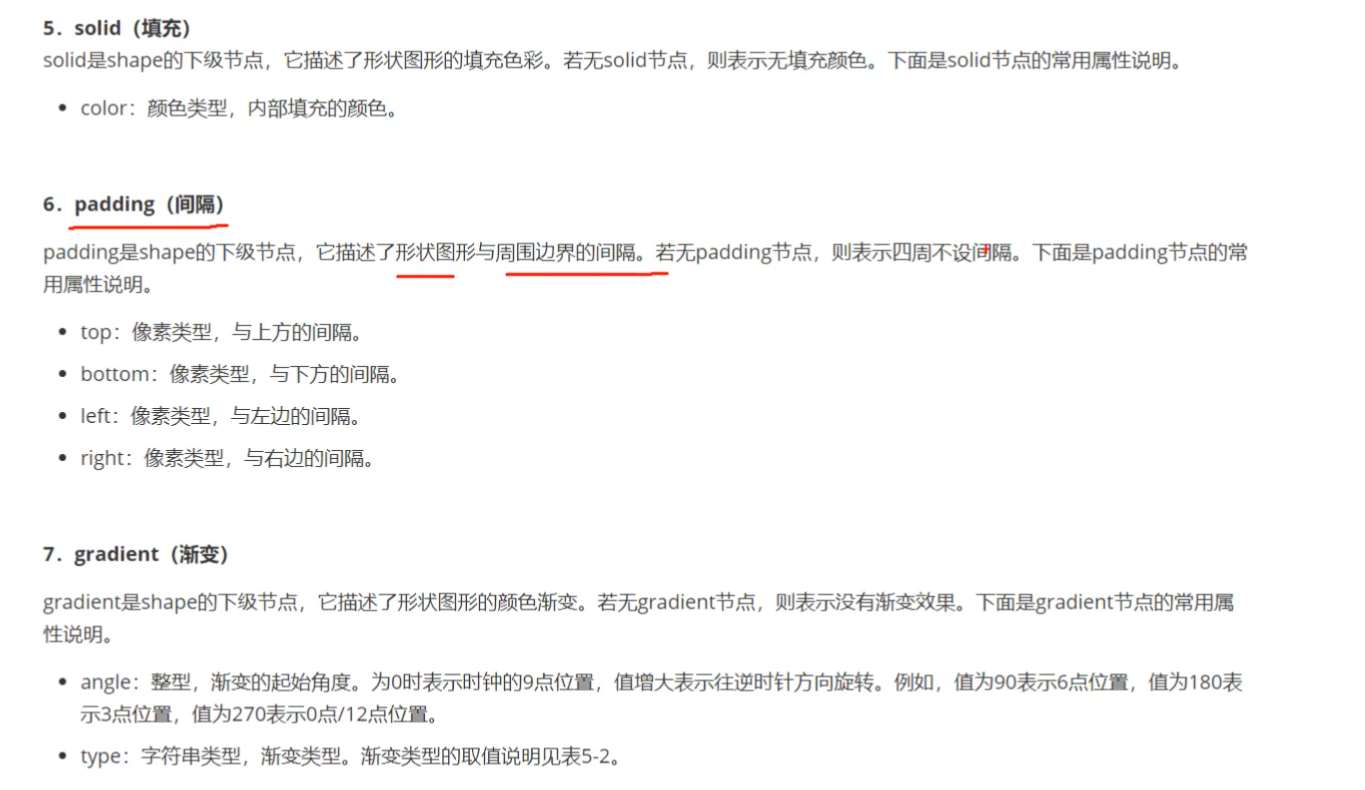 5．solid（填充）
solid是shape的下级节点，它描述了形状图形的填充色彩。若无solid节点，则表示无填充颜色。下面是solid节点的常用属性说明。
• color：颜色类型，内部填充的颜色。
6．padding（间隔）
padding是shape的下级节点，它描述了形状图形与周围边界的间隔。若无padding节点，则表示四周不设间隔。下面是padding节点的常
用属性说明。
• top：像素类型，与上方的间隔。
• bottom：像素类型，与下方的间隔。
• left：像素类型，与左边的间隔。
• right：像素类型，与右边的间隔。
7．gradient（渐变）
gradient是shape的下级节点，它描述了形状图形的颜色渐变。若无gradient节点，则表示没有渐变效果。下面是gradient节点的常用属
性说明。
• angle：整型，渐变的起始角度。为0时表示时钟的9点位置，值增大表示往逆时针方向旋转。例如，值为90表示6点位置，值为180表
示3点位置，值为270表示0点/12点位置。
• type：字符串类型，渐变类型。渐变类型的取值说明见表5-2。